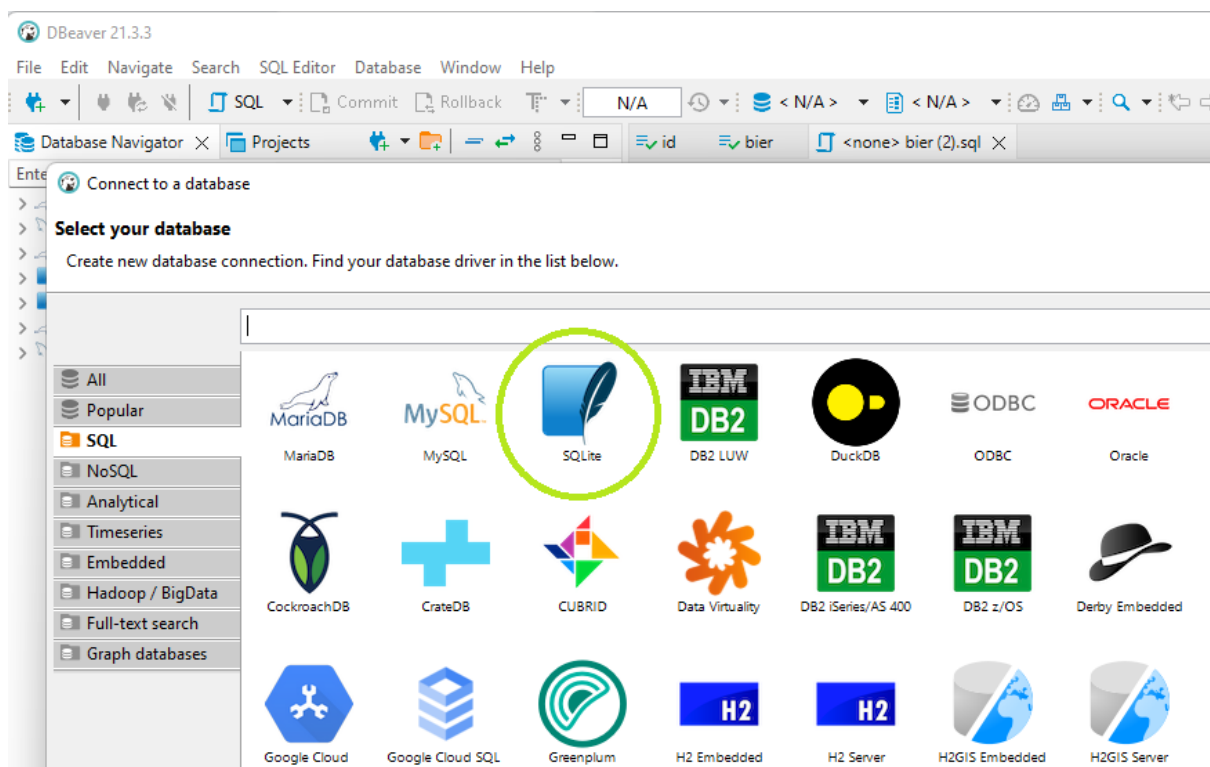 DBeaver 21.3.3
File Edit Navigate Search SQL Editor Database Window Help
SQL Commit Rollback N/A < N/A > < N/A >
Database Navigator Projects id bier <none> bier (2).sql
Ente
Connect to a database
Select your database
Create new database connection. Find your database driver in the list below.
All
Popular
SQL
NoSQL
Analytical
Timeseries
Embedded
Hadoop / BigData
Full-text search
Graph databases
MariaDB MySQL IBM DB2 ODBC ORACLE
MariaDB MySQL SQLite DB2 LUW DuckDB ODBC Oracle
IBM DB2 IBM DB2
CockroachDB CrateDB CUBRID Data Virtuality DB2 iSeries/AS 400 DB2 z/OS Derby Embedded
H2 H2
Google Cloud Google Cloud SQL Greenplum H2 Embedded H2 Server H2GIS Embedded H2GIS Server